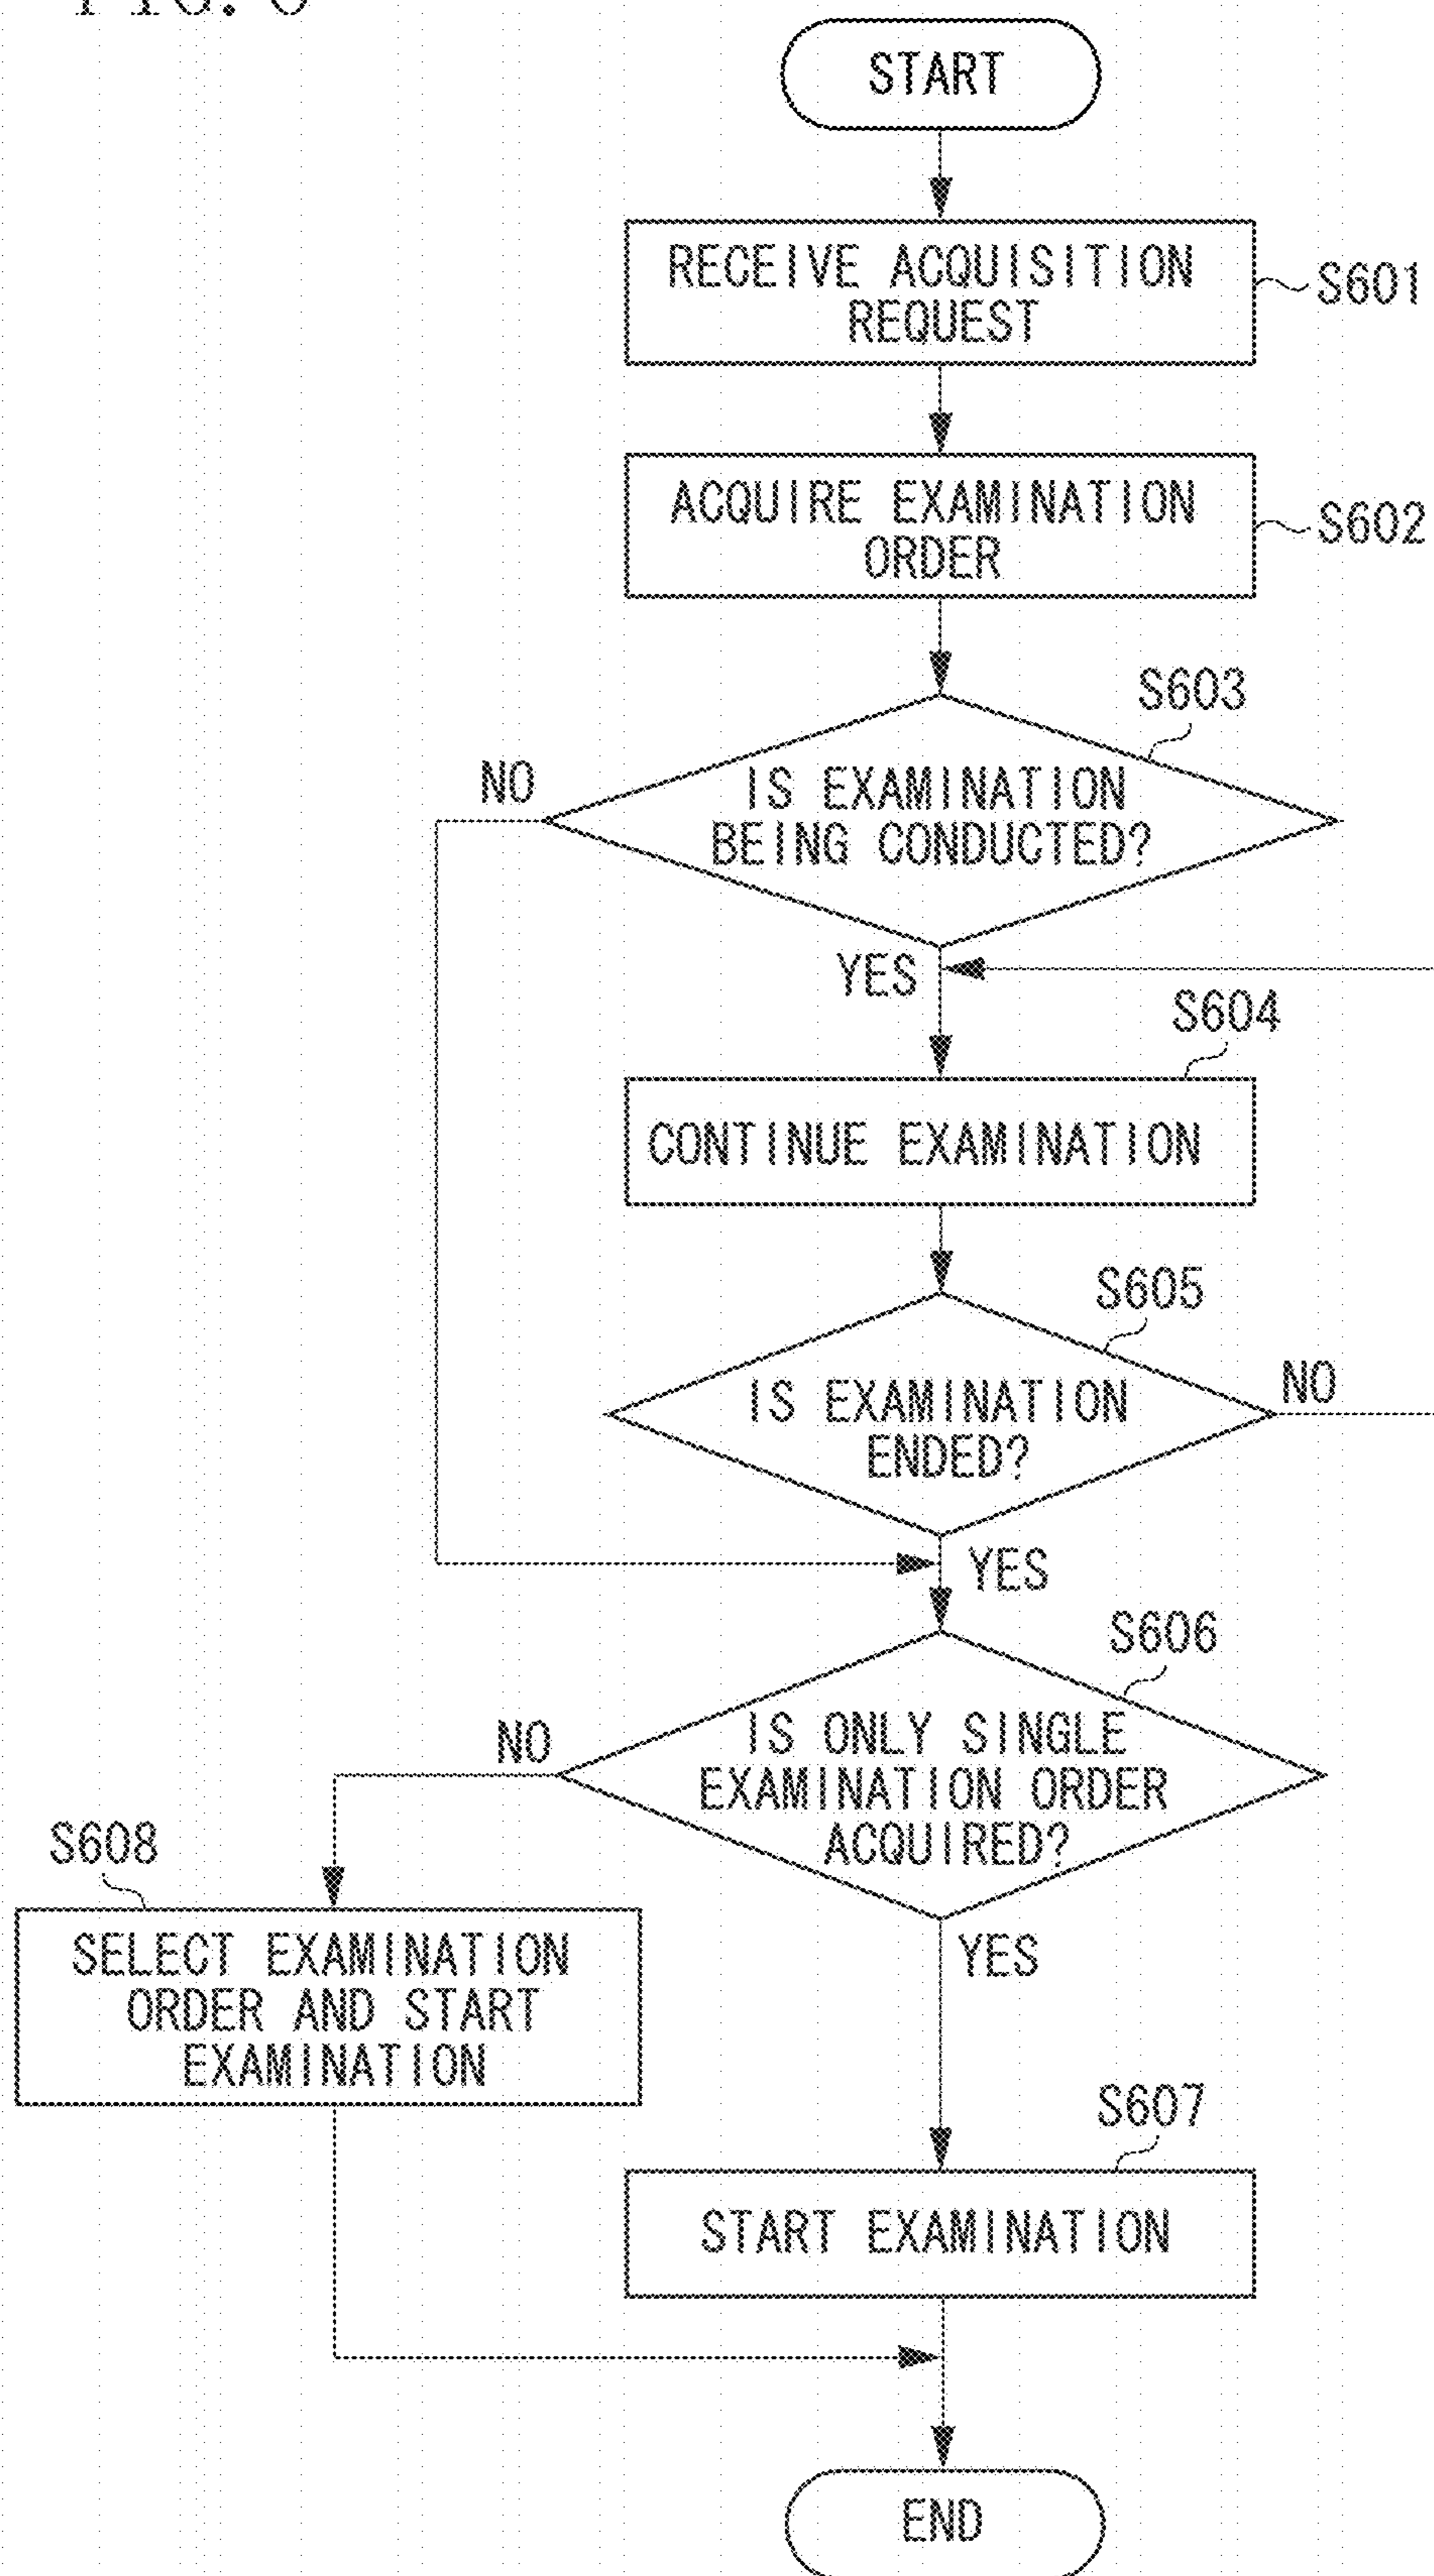 START
RECEIVE ACQUISITION
REQUEST
S601
ACQUIRE EXAMINATION
ORDER
S602
S603
NO
IS EXAMINATION
BEING CONDUCTED?
YES
S604
CONTINUE EXAMINATION
S605
IS EXAMINATION
ENDED?
NO
YES
S606
IS ONLY SINGLE
EXAMINATION ORDER
ACQUIRED?
NO
S608
YES
SELECT EXAMINATION
ORDER AND START
EXAMINATION
S607
START EXAMINATION
END